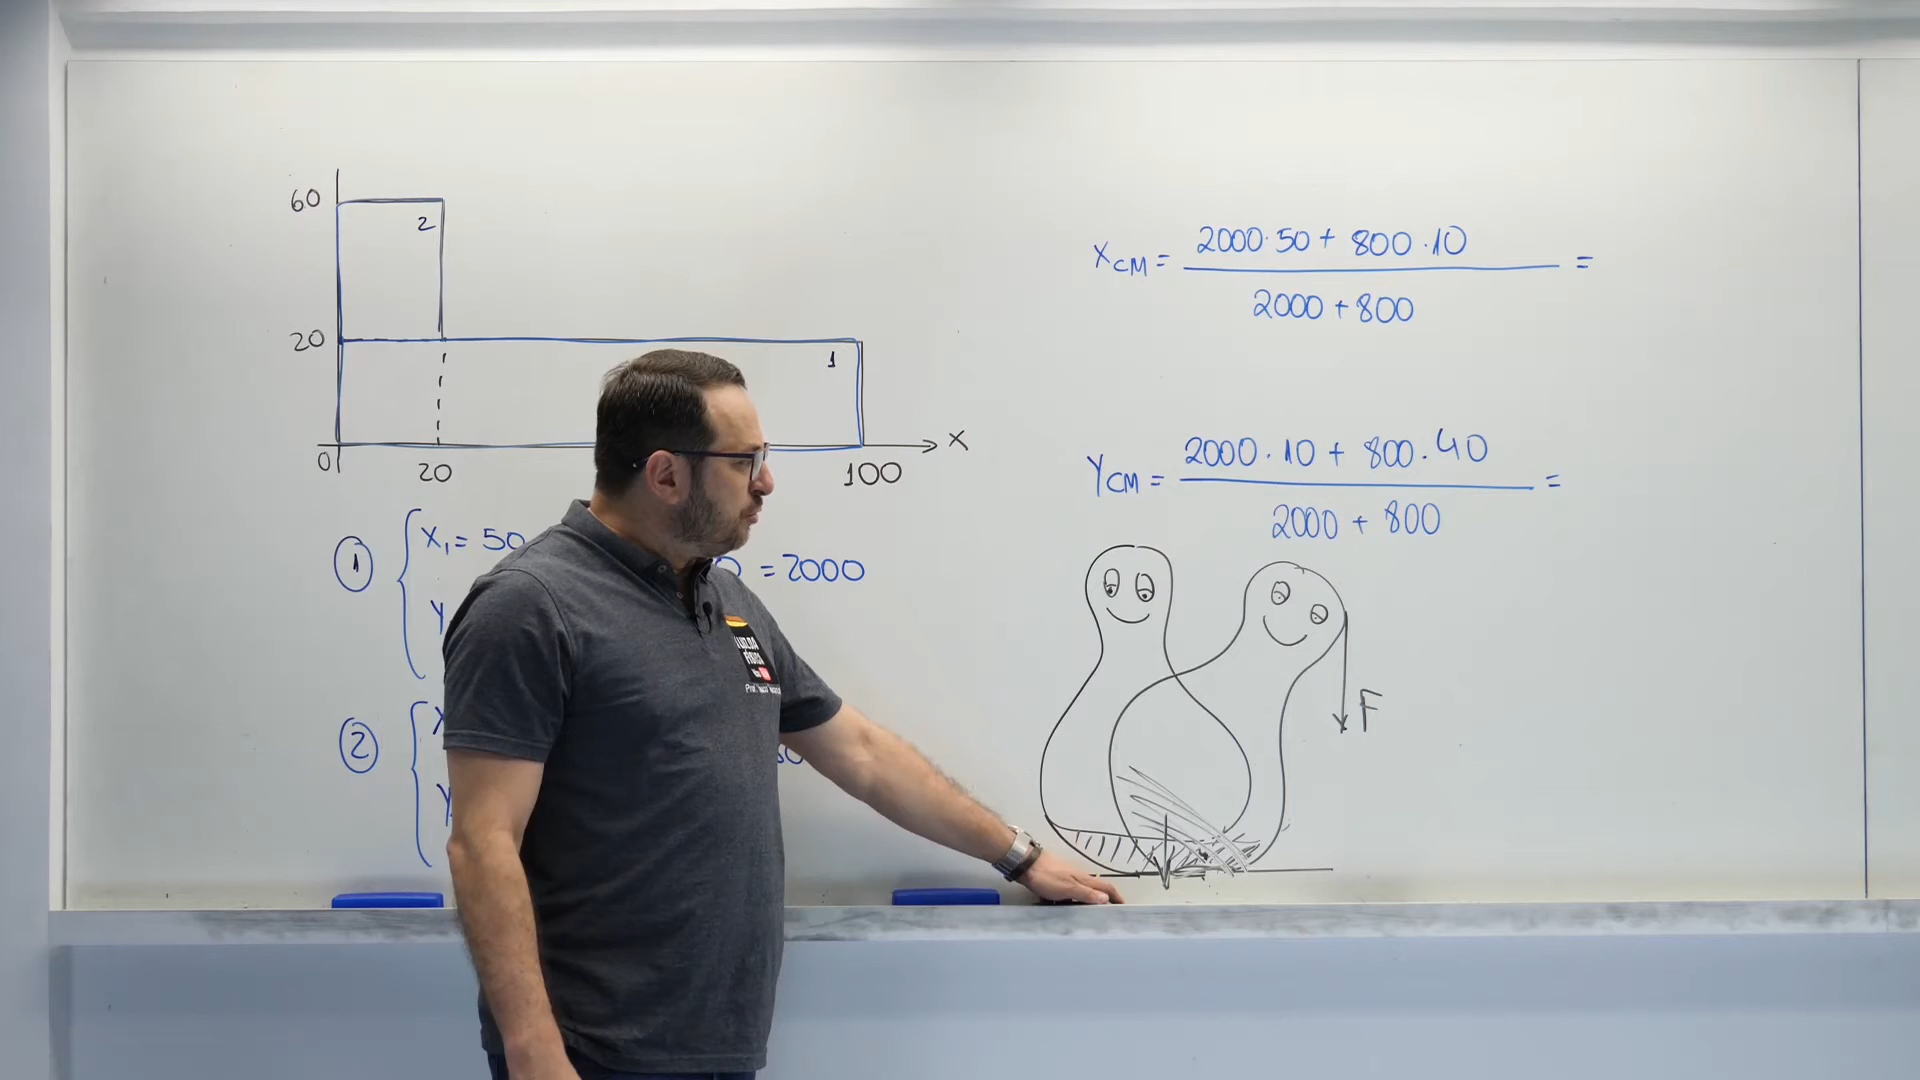 60
2
20
1
0
20
100
X
1
X₁ = 50
= 2000
Y
2
X
Y
X_CM = (2000·50 + 800·10) / (2000 + 800) =
Y_CM = (2000·10 + 800·40) / (2000 + 800) =
F
FÍSICA